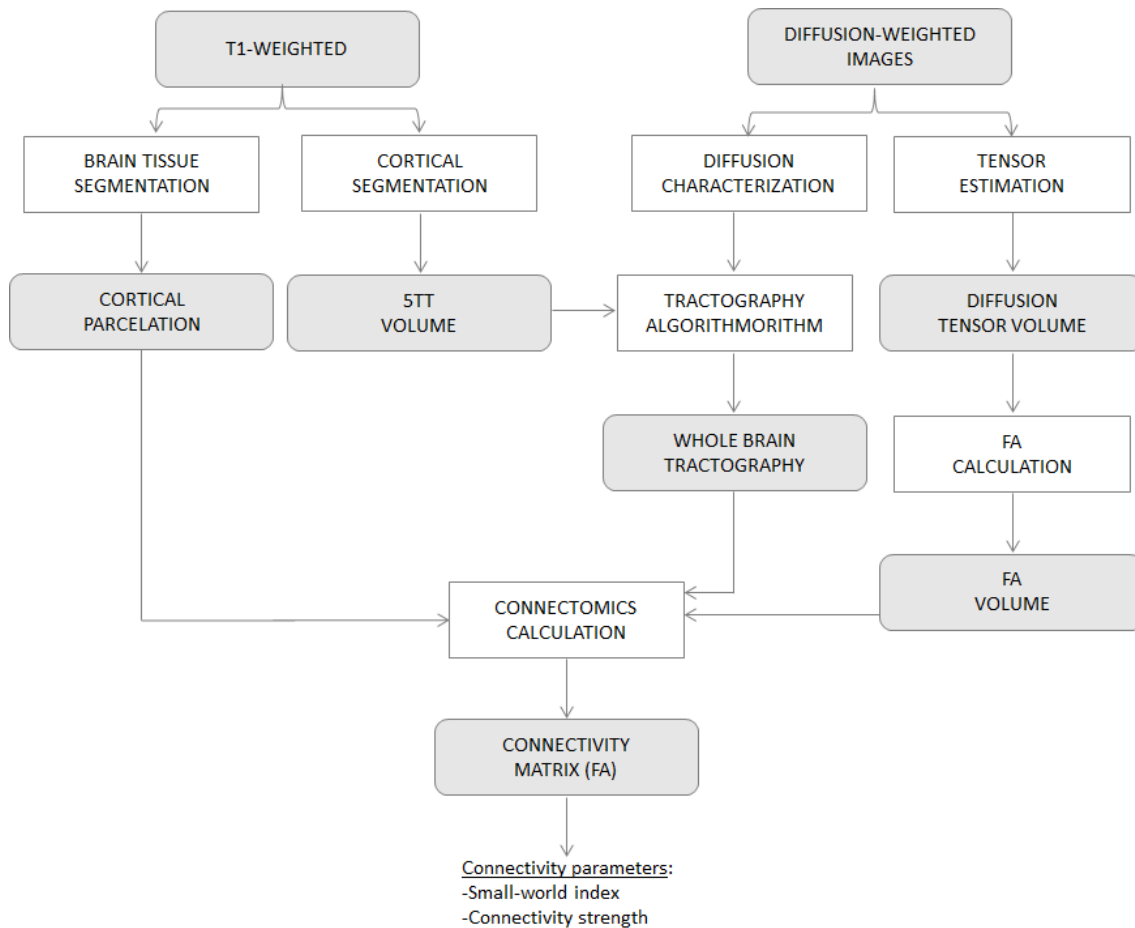 T1-WEIGHTED
DIFFUSION-WEIGHTED
IMAGES
BRAIN TISSUE
SEGMENTATION
CORTICAL
SEGMENTATION
DIFFUSION
CHARACTERIZATION
TENSOR
ESTIMATION
CORTICAL
PARCELATION
5TT
VOLUME
TRACTOGRAPHY
ALGORITHMORITHM
DIFFUSION
TENSOR VOLUME
WHOLE BRAIN
TRACTOGRAPHY
FA
CALCULATION
FA
VOLUME
CONNECTOMICS
CALCULATION
CONNECTIVITY
MATRIX (FA)
Connectivity parameters:
-Small-world index
-Connectivity strength